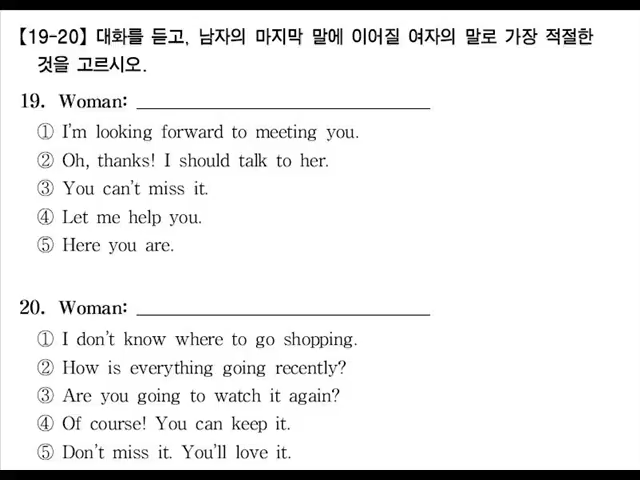 【19-20】 대화를 듣고, 남자의 마지막 말에 이어질 여자의 말로 가장 적절한
것을 고르시오.
19. Woman: ______________________________
① I'm looking forward to meeting you.
② Oh, thanks! I should talk to her.
③ You can't miss it.
④ Let me help you.
⑤ Here you are.
20. Woman: ______________________________
① I don't know where to go shopping.
② How is everything going recently?
③ Are you going to watch it again?
④ Of course! You can keep it.
⑤ Don't miss it. You'll love it.